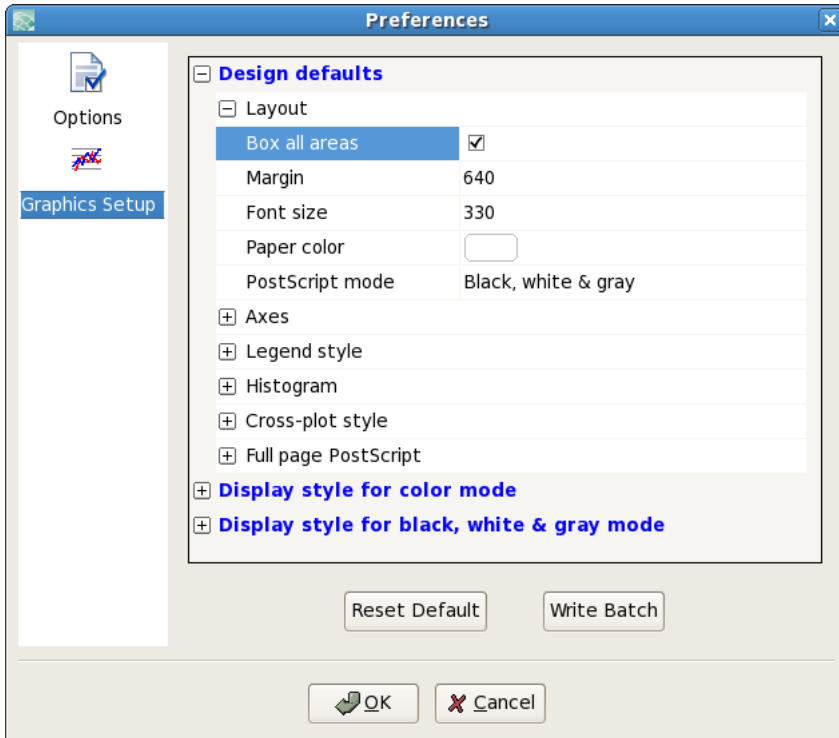 Preferences
Options
Graphics Setup
Design defaults
Layout
Box all areas
Margin 640
Font size 330
Paper color
PostScript mode Black, white & gray
Axes
Legend style
Histogram
Cross-plot style
Full page PostScript
Display style for color mode
Display style for black, white & gray mode
Reset Default Write Batch
OK Cancel